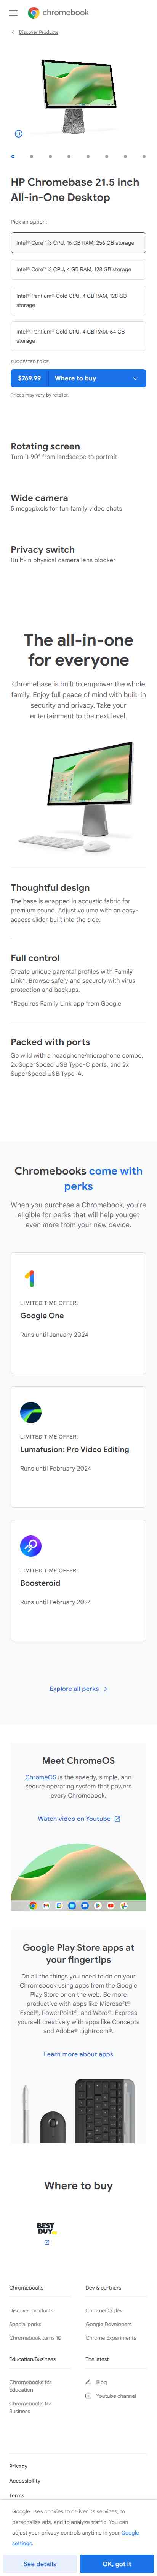 chromebook
Discover Products
HP Chromebase 21.5 inch
All-in-One Desktop
Pick an option:
Intel® Core™ i3 CPU, 16 GB RAM, 256 GB storage
Intel® Core™ i3 CPU, 4 GB RAM, 128 GB storage
Intel® Pentium® Gold CPU, 4 GB RAM, 128 GB
storage
Intel® Pentium® Gold CPU, 4 GB RAM, 64 GB
storage
SUGGESTED PRICE
$769.99 Where to buy
Prices may vary by retailer.
Rotating screen
Turn it 90° from landscape to portrait
Wide camera
5 megapixels for fun family video chats
Privacy switch
Built-in physical camera lens blocker
The all-in-one
for everyone
Chromebase is built to empower the whole
family. Enjoy full peace of mind with built-in
security and privacy. Take your
entertainment to the next level.
Thoughtful design
The base is wrapped in acoustic fabric for
premium sound. Adjust volume with an easy-
access slider built into the side.
Full control
Create unique parental profiles with Family
Link*. Browse safely and securely with virus
protection and backups.
*Requires Family Link app from Google
Packed with ports
Go wild with a headphone/microphone combo,
2x SuperSpeed USB Type-C ports, and 2x
SuperSpeed USB Type-A.
Chromebooks come with
perks
When you purchase a Chromebook, you're
eligible for perks that will help you get
even more from your new device.
LIMITED TIME OFFER!
Google One
Runs until January 2024
LIMITED TIME OFFER!
Lumafusion: Pro Video Editing
Runs until February 2024
LIMITED TIME OFFER!
Boosteroid
Runs until February 2024
Explore all perks
Meet ChromeOS
ChromeOS is the speedy, simple, and
secure operating system that powers
every Chromebook.
Watch video on Youtube
Google Play Store apps at
your fingertips
Do all the things you need to do on your
Chromebook using apps from the Google
Play Store or on the web. Be more
productive with apps like Microsoft®
Excel®, PowerPoint®, and Word®. Express
yourself creatively with apps like Concepts
and Adobe® Lightroom®.
Learn more about apps
Where to buy
BEST
BUY
Chromebooks
Discover products
Special perks
Chromebook turns 10
Dev & partners
ChromeOS.dev
Google Developers
Chrome Experiments
Education/Business
Chromebooks for
Education
Chromebooks for
Business
The latest
Blog
Youtube channel
Privacy
Accessibility
Terms
Google uses cookies to deliver its services, to
personalize ads, and to analyze traffic. You can
adjust your privacy controls anytime in your Google
settings.
See details
OK, got it